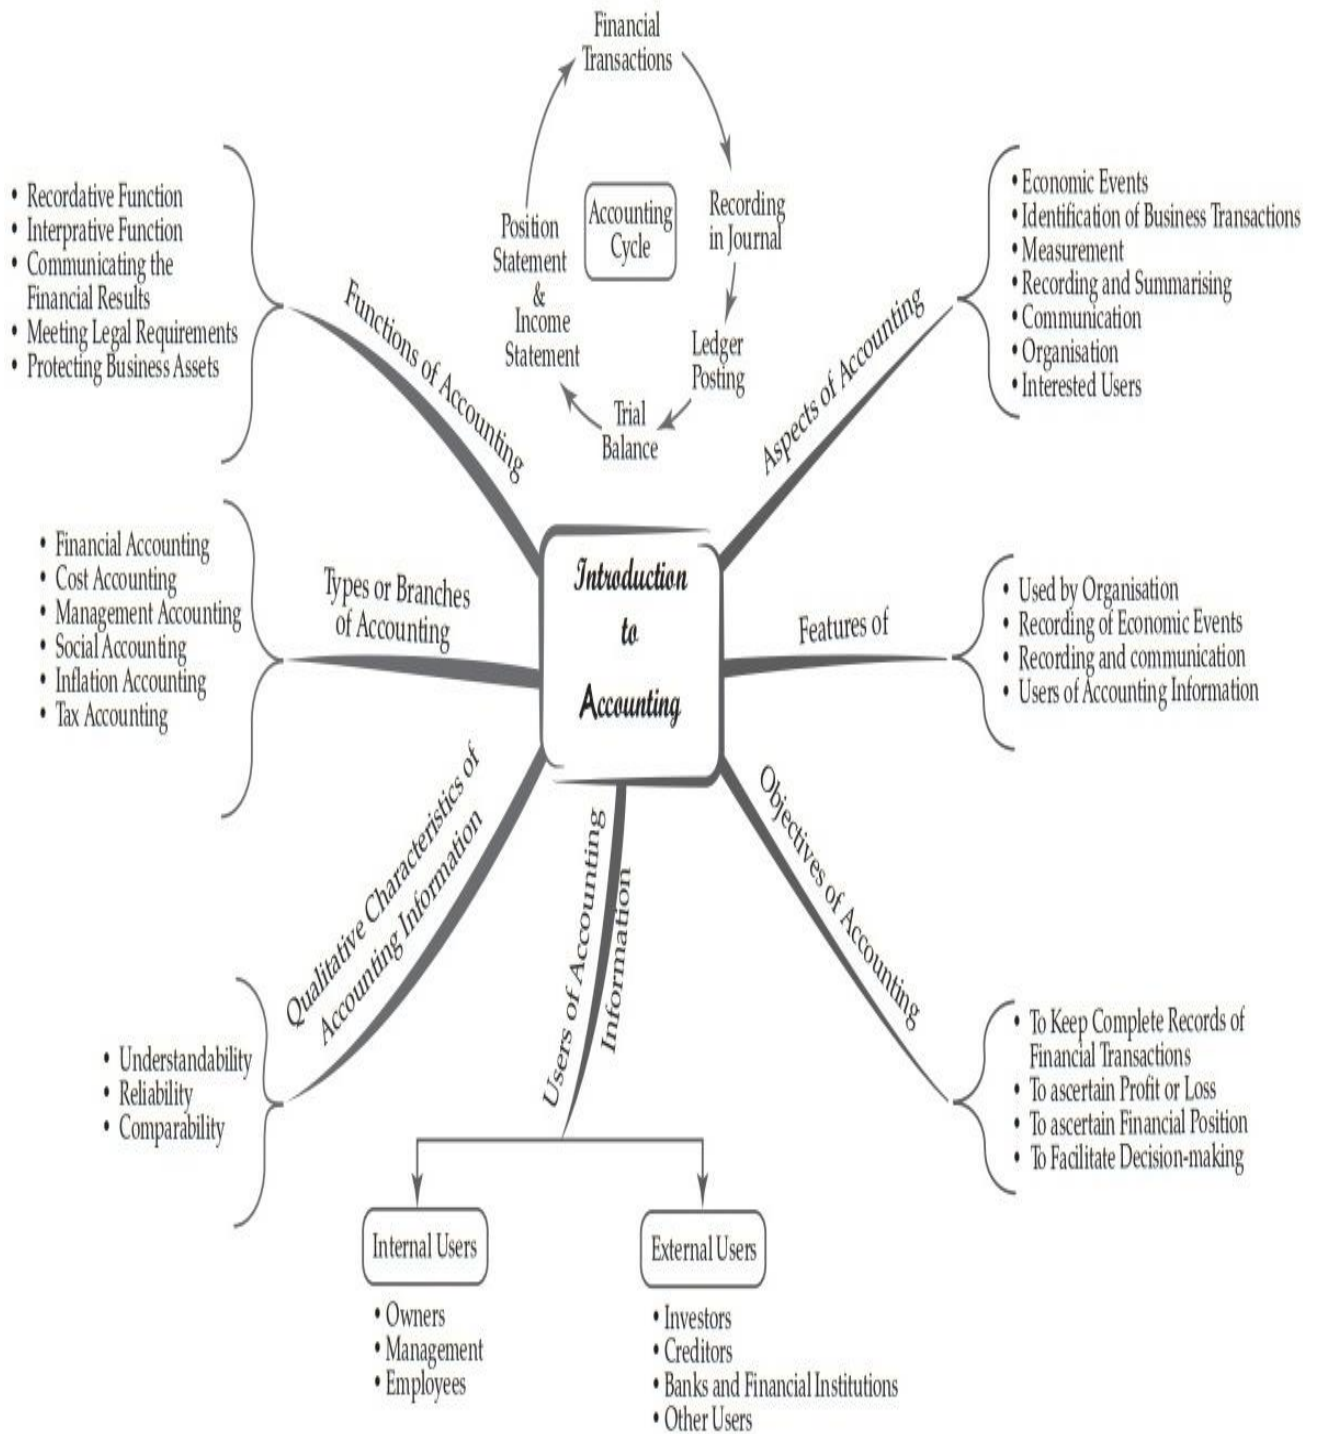 Financial
Transactions
Recording
in Journal
Ledger
Posting
Trial
Balance
Position
Statement
&
Income
Statement
Accounting
Cycle
Functions of Accounting
• Recordative Function
• Interprative Function
• Communicating the
Financial Results
• Meeting Legal Requirements
• Protecting Business Assets
Aspects of Accounting
• Economic Events
• Identification of Business Transactions
• Measurement
• Recording and Summarising
• Communication
• Organisation
• Interested Users
Introduction
to
Accounting
Types or Branches
of Accounting
• Financial Accounting
• Cost Accounting
• Management Accounting
• Social Accounting
• Inflation Accounting
• Tax Accounting
Features of
• Used by Organisation
• Recording of Economic Events
• Recording and communication
• Users of Accounting Information
Qualitative Characteristics of
Accounting Information
• Understandability
• Reliability
• Comparability
Objectives of Accounting
• To Keep Complete Records of
Financial Transactions
• To ascertain Profit or Loss
• To ascertain Financial Position
• To Facilitate Decision-making
Users of Accounting
Information
Internal Users
• Owners
• Management
• Employees
External Users
• Investors
• Creditors
• Banks and Financial Institutions
• Other Users